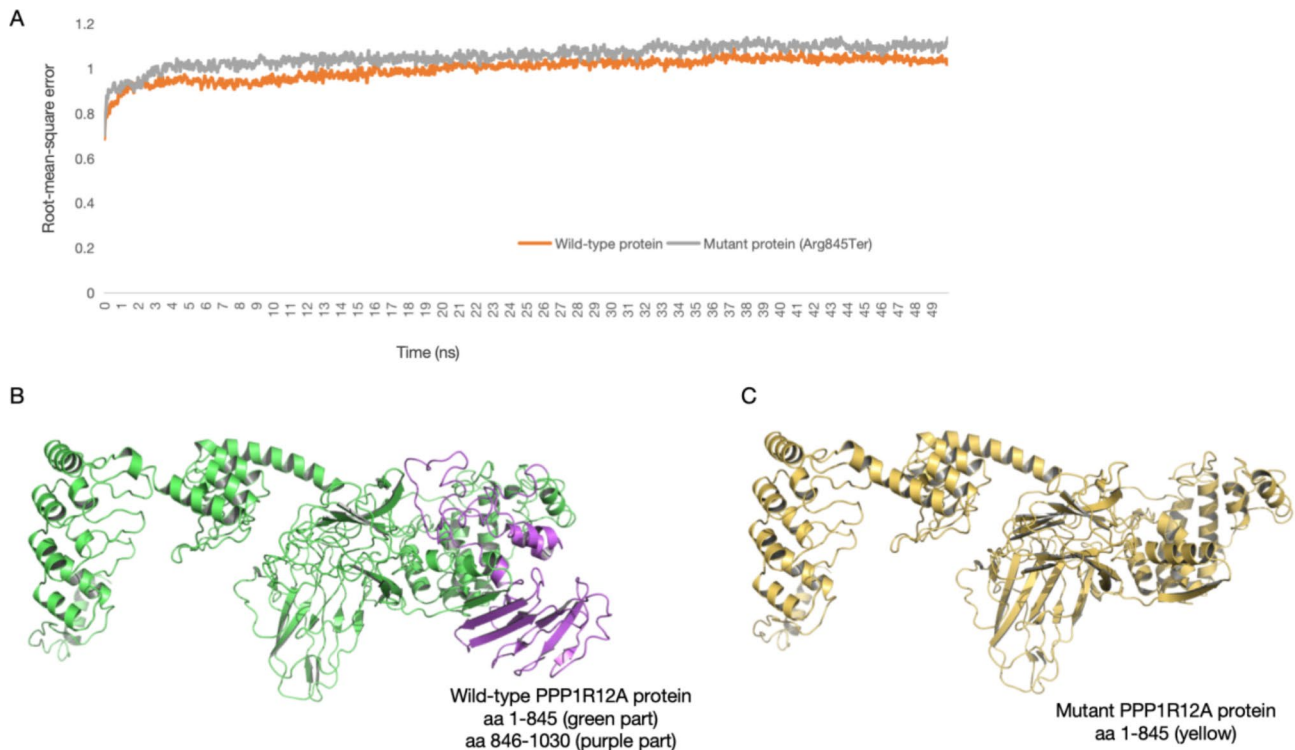 A
Root-mean-square error
1.2
1
0.8
0.6
0.4
0.2
0
Wild-type protein Mutant protein (Arg845Ter)
0 1 2 3 4 5 6 7 8 9 10 11 12 13 14 15 16 17 18 19 20 21 22 23 24 25 26 27 28 29 30 31 32 33 34 35 36 37 38 39 40 41 42 43 44 45 46 47 48 49
Time (ns)
B
Wild-type PPP1R12A protein
aa 1-845 (green part)
aa 846-1030 (purple part)
C
Mutant PPP1R12A protein
aa 1-845 (yellow)